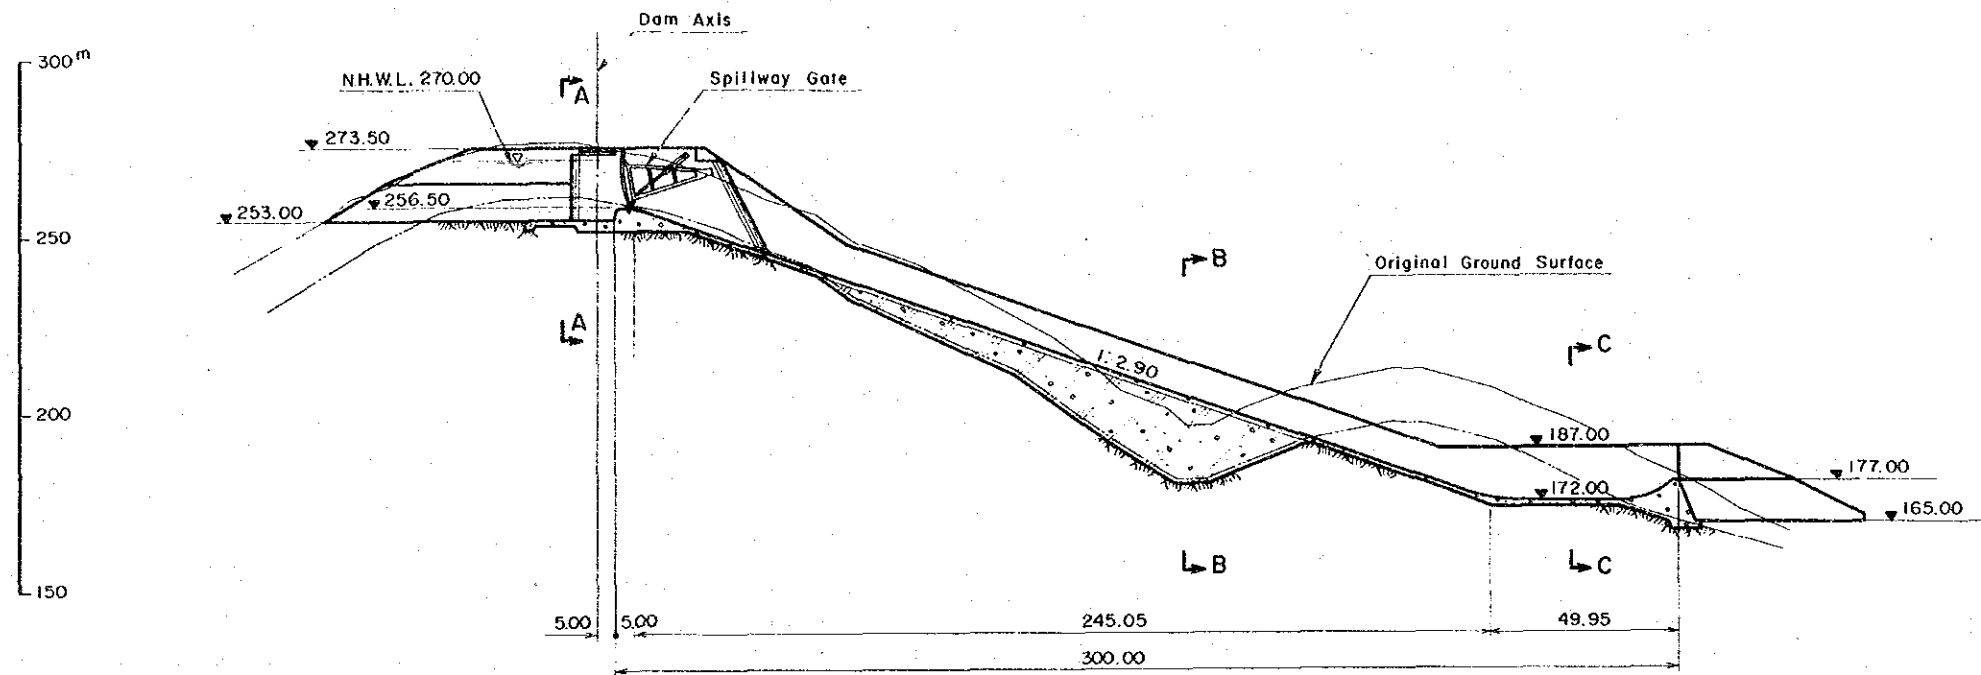 Dam Axis
300 m
N.H.W.L. 270.00
A
Spillway Gate
273.50
256.50
253.00
250
B
Original Ground Surface
A
C
1: 2.90
200
187.00
177.00
172.00
165.00
B
C
150
5.00
5.00
245.05
49.95
300.00